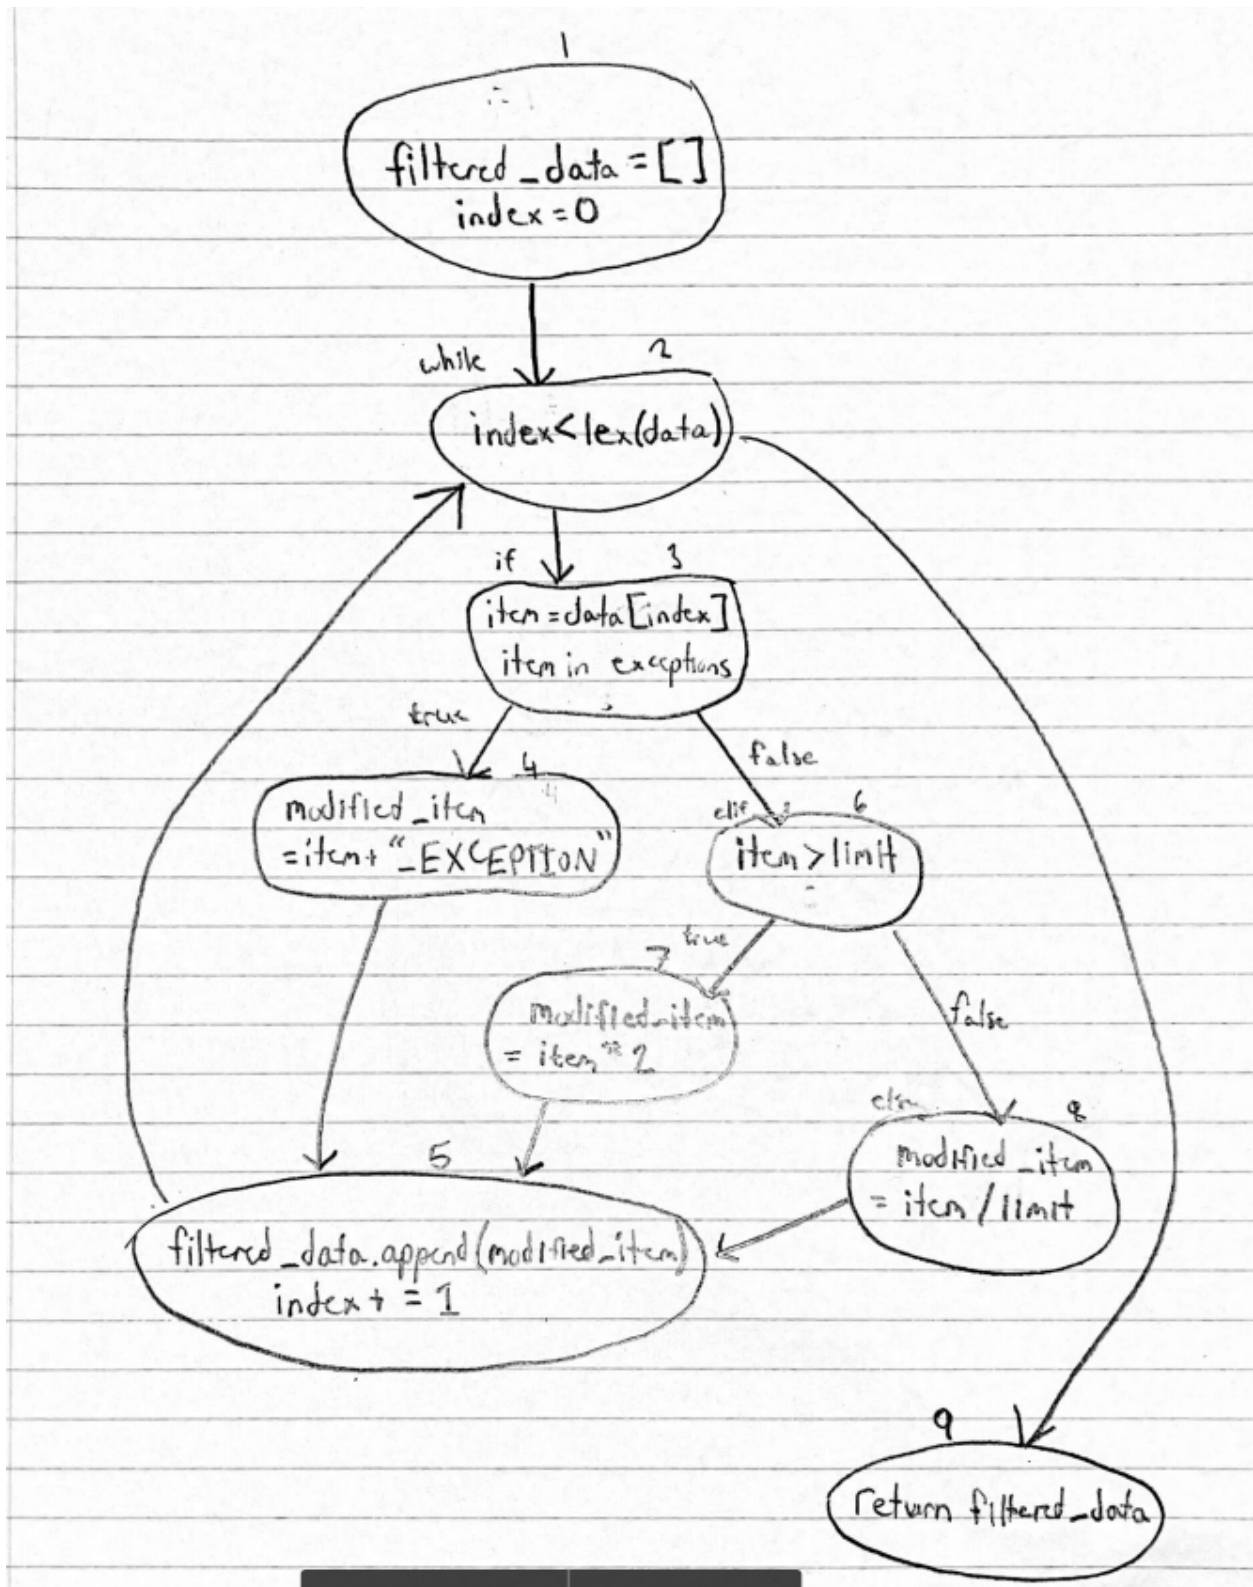 1
filtered_data = []
index = 0
while
2
index < lex(data)
if
3
item = data[index]
item in exceptions
true
false
4
4
modified_item
= item + "_EXCEPTION"
elif
6
item > limit
true
false
7
modified_item
= item * 2
else
8
modified_item
= item / limit
5
filtered_data.append(modified_item)
index + = 1
9
return filtered_data